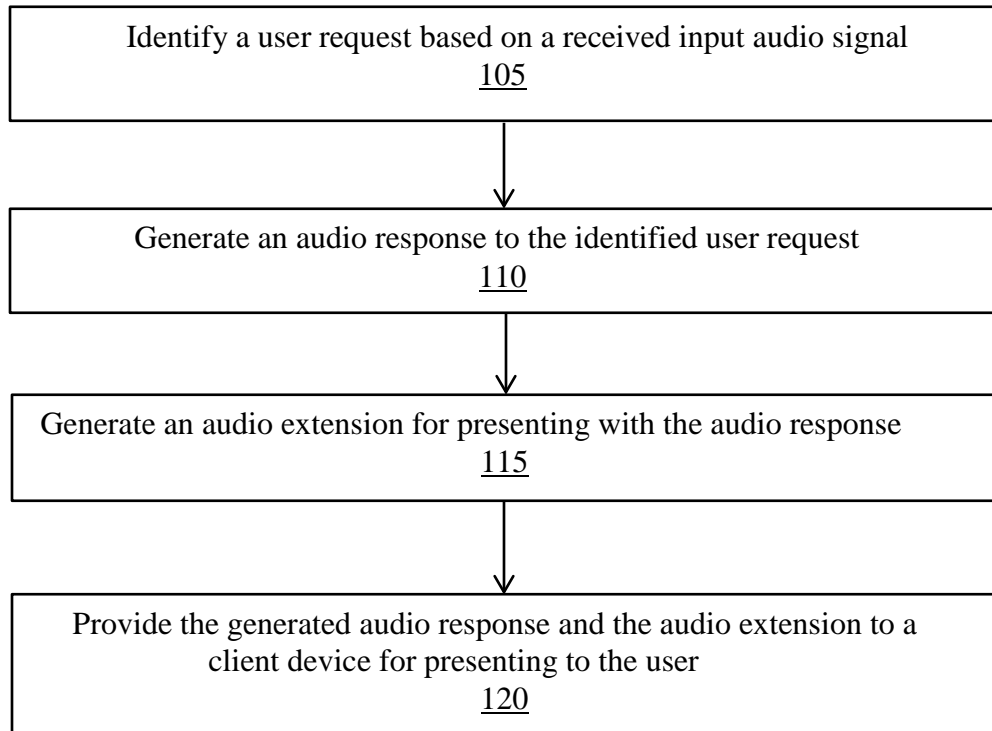 Identify a user request based on a received input audio signal
105
Generate an audio response to the identified user request
110
Generate an audio extension for presenting with the audio response
115
Provide the generated audio response and the audio extension to a
client device for presenting to the user
120